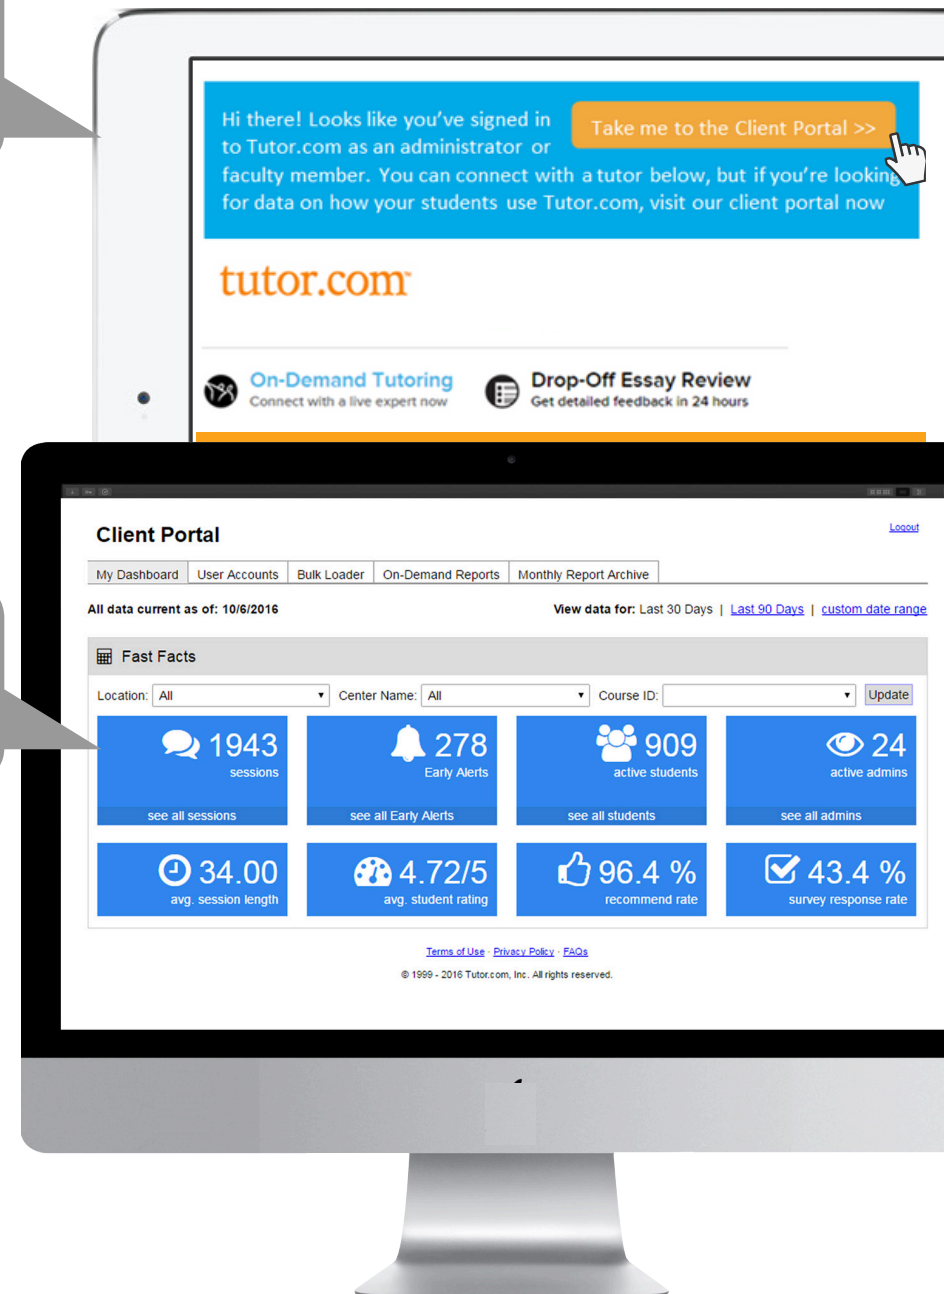 Hi there! Looks like you've signed in
to Tutor.com as an administrator or
faculty member. You can connect with a tutor below, but if you're looking
for data on how your students use Tutor.com, visit our client portal now
Take me to the Client Portal >>
tutor.com
On-Demand Tutoring
Connect with a live expert now
Drop-Off Essay Review
Get detailed feedback in 24 hours
Client Portal
Logout
My Dashboard User Accounts Bulk Loader On-Demand Reports Monthly Report Archive
All data current as of: 10/6/2016
View data for: Last 30 Days | Last 90 Days | custom date range
Fast Facts
Location: All Center Name: All Course ID: Update
1943
sessions
see all sessions
278
Early Alerts
see all Early Alerts
909
active students
see all students
24
active admins
see all admins
34.00
avg. session length
4.72/5
avg. student rating
96.4 %
recommend rate
43.4 %
survey response rate
Terms of Use · Privacy Policy · FAQs
© 1999 - 2016 Tutor.com, Inc. All rights reserved.